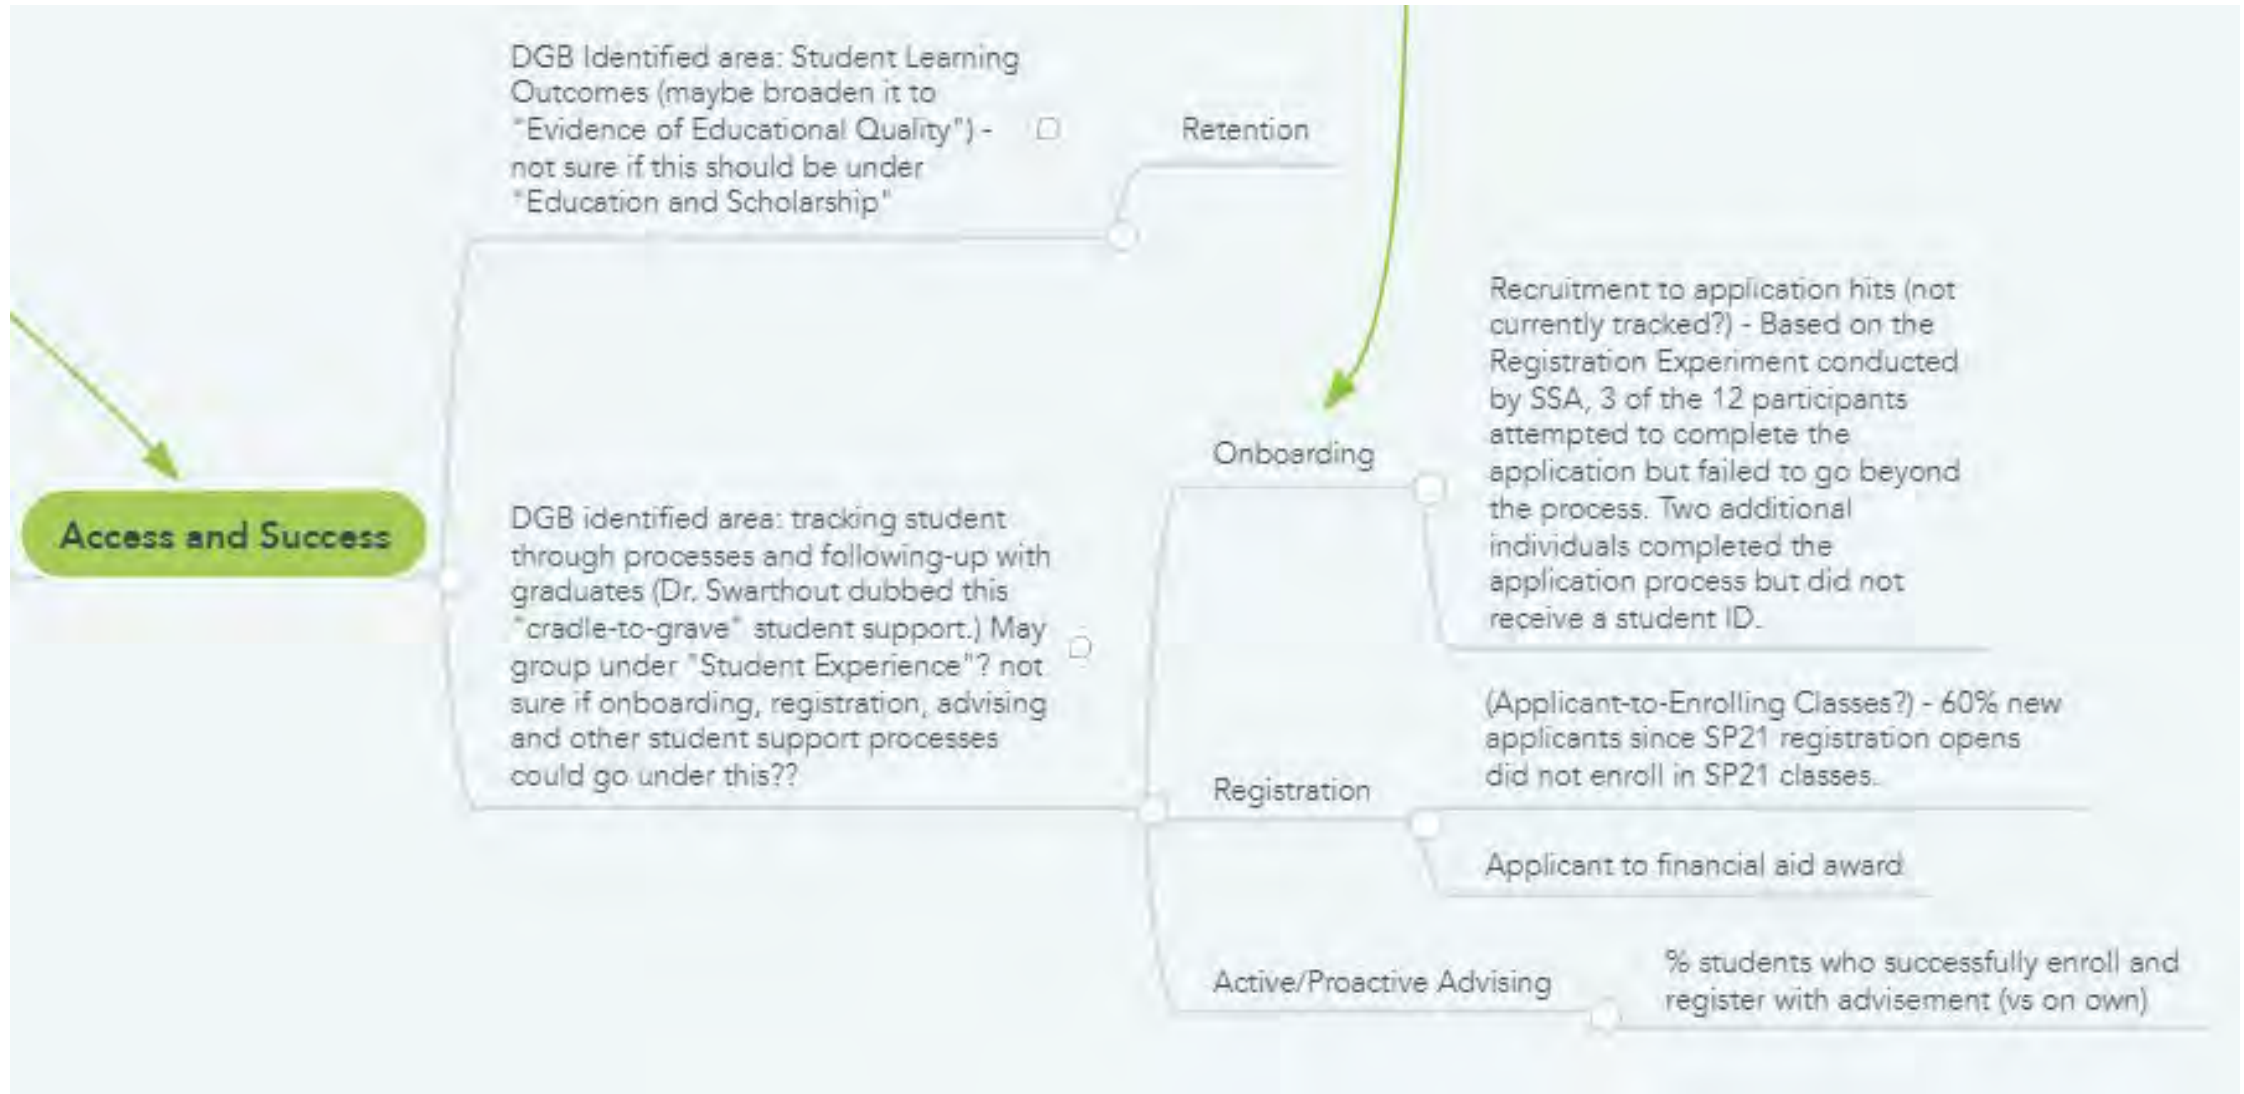 DGB Identified area: Student Learning
Outcomes (maybe broaden it to
"Evidence of Educational Quality") -
not sure if this should be under
"Education and Scholarship"
Retention
Access and Success
DGB identified area: tracking student
through processes and following-up with
graduates (Dr. Swarthout dubbed this
"cradle-to-grave" student support.) May
group under "Student Experience"? not
sure if onboarding, registration, advising
and other student support processes
could go under this??
Onboarding
Recruitment to application hits (not
currently tracked?) - Based on the
Registration Experiment conducted
by SSA, 3 of the 12 participants
attempted to complete the
application but failed to go beyond
the process. Two additional
individuals completed the
application process but did not
receive a student ID.
Registration
(Applicant-to-Enrolling Classes?) - 60% new
applicants since SP21 registration opens
did not enroll in SP21 classes.
Applicant to financial aid award
Active/Proactive Advising
% students who successfully enroll and
register with advisement (vs on own)